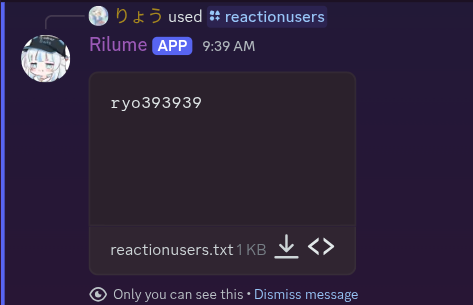 りょう used reactionusers
Rilume APP 9:39 AM
ryo393939
reactionusers.txt 1 KB
Only you can see this • Dismiss message